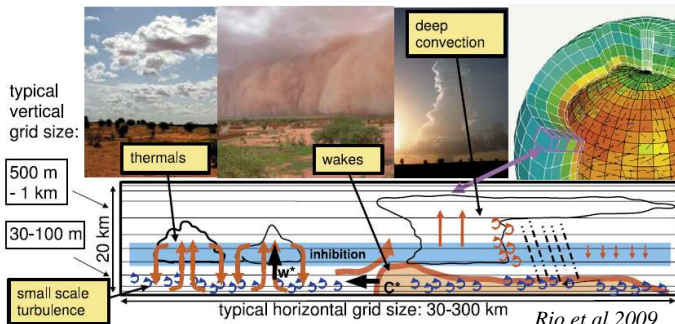 deep
convection
typical
vertical
grid size:
thermals
wakes
500 m
- 1 km
30-100 m
20 km
inhibition
w*
C*
small scale
turbulence
typical horizontal grid size: 30-300 km
Rio et al 2009